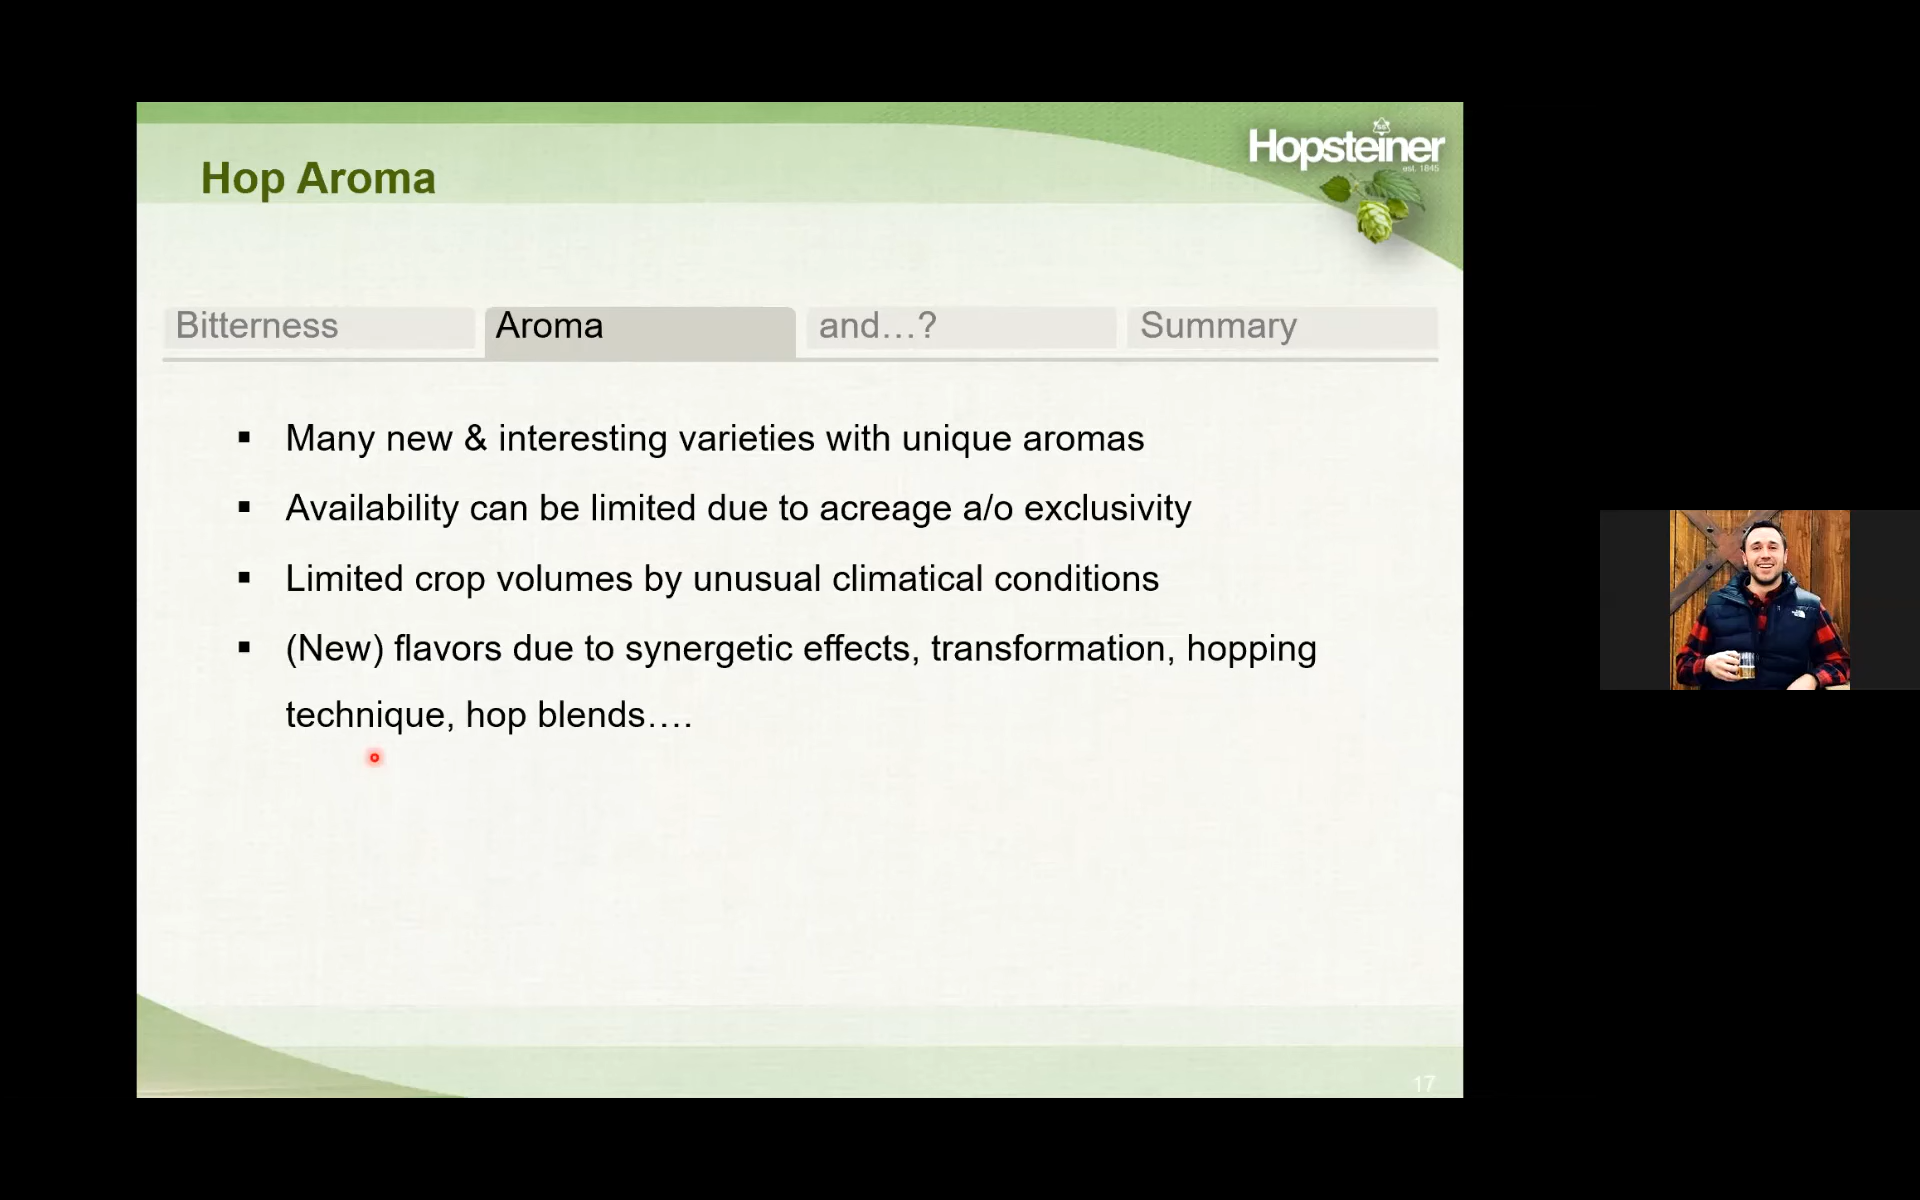 Hopsteiner
est. 1845
Hop Aroma
Bitterness
Aroma
and…?
Summary
▪ Many new & interesting varieties with unique aromas
▪ Availability can be limited due to acreage a/o exclusivity
▪ Limited crop volumes by unusual climatical conditions
▪ (New) flavors due to synergetic effects, transformation, hopping
technique, hop blends….
17